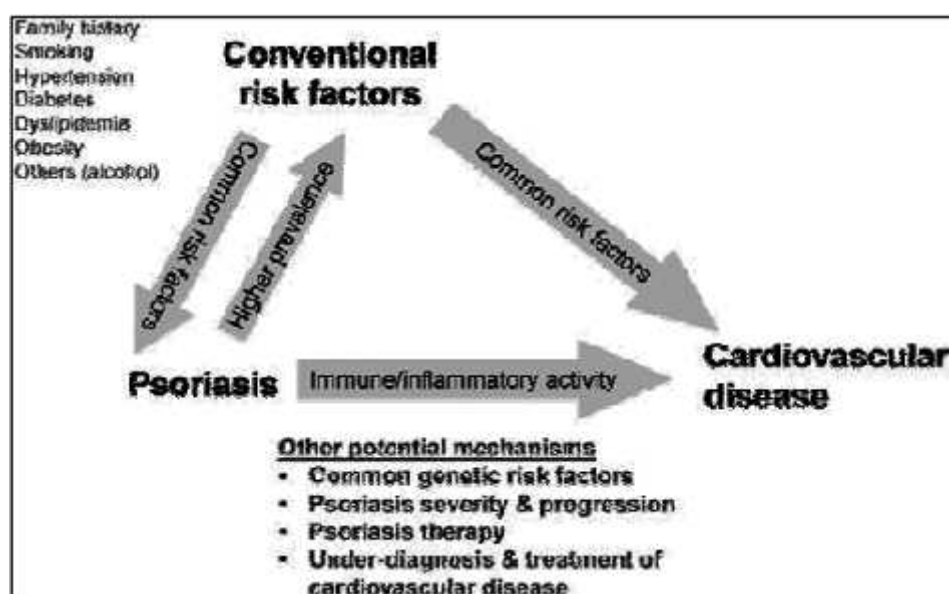 Family history
Smoking
Hypertension
Diabetes
Dyslipidemia
Obesity
Others (alcohol)
Conventional
risk factors
Common risk factors
Higher prevalence
Common risk factors
Psoriasis
Immune/inflammatory activity
Cardiovascular
disease
Other potential mechanisms
• Common genetic risk factors
• Psoriasis severity & progression
• Psoriasis therapy
• Under-diagnosis & treatment of
cardiovascular disease